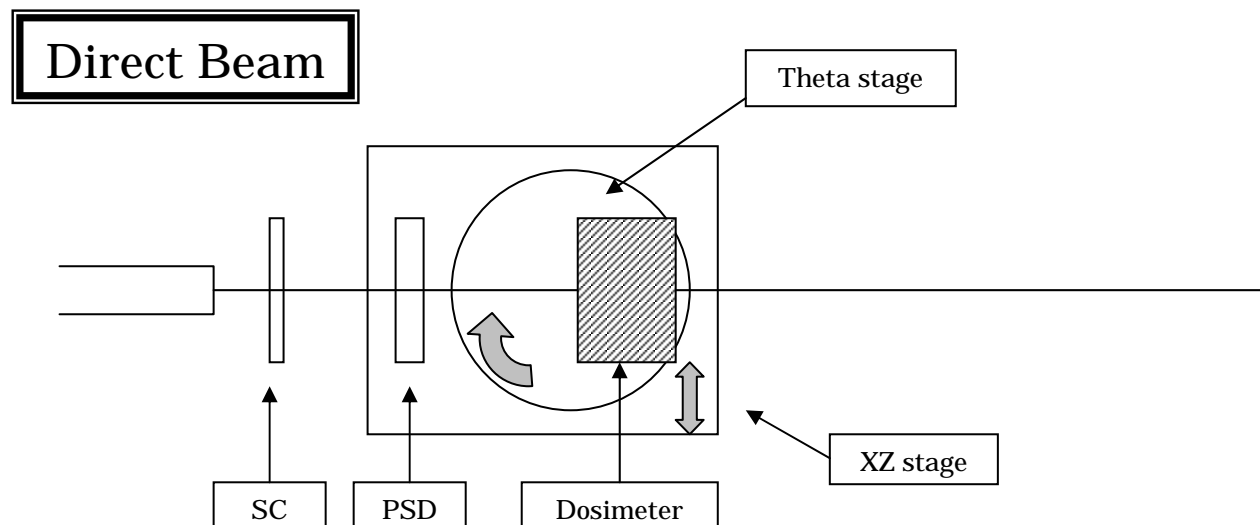 Direct Beam
Theta stage
XZ stage
SC
PSD
Dosimeter